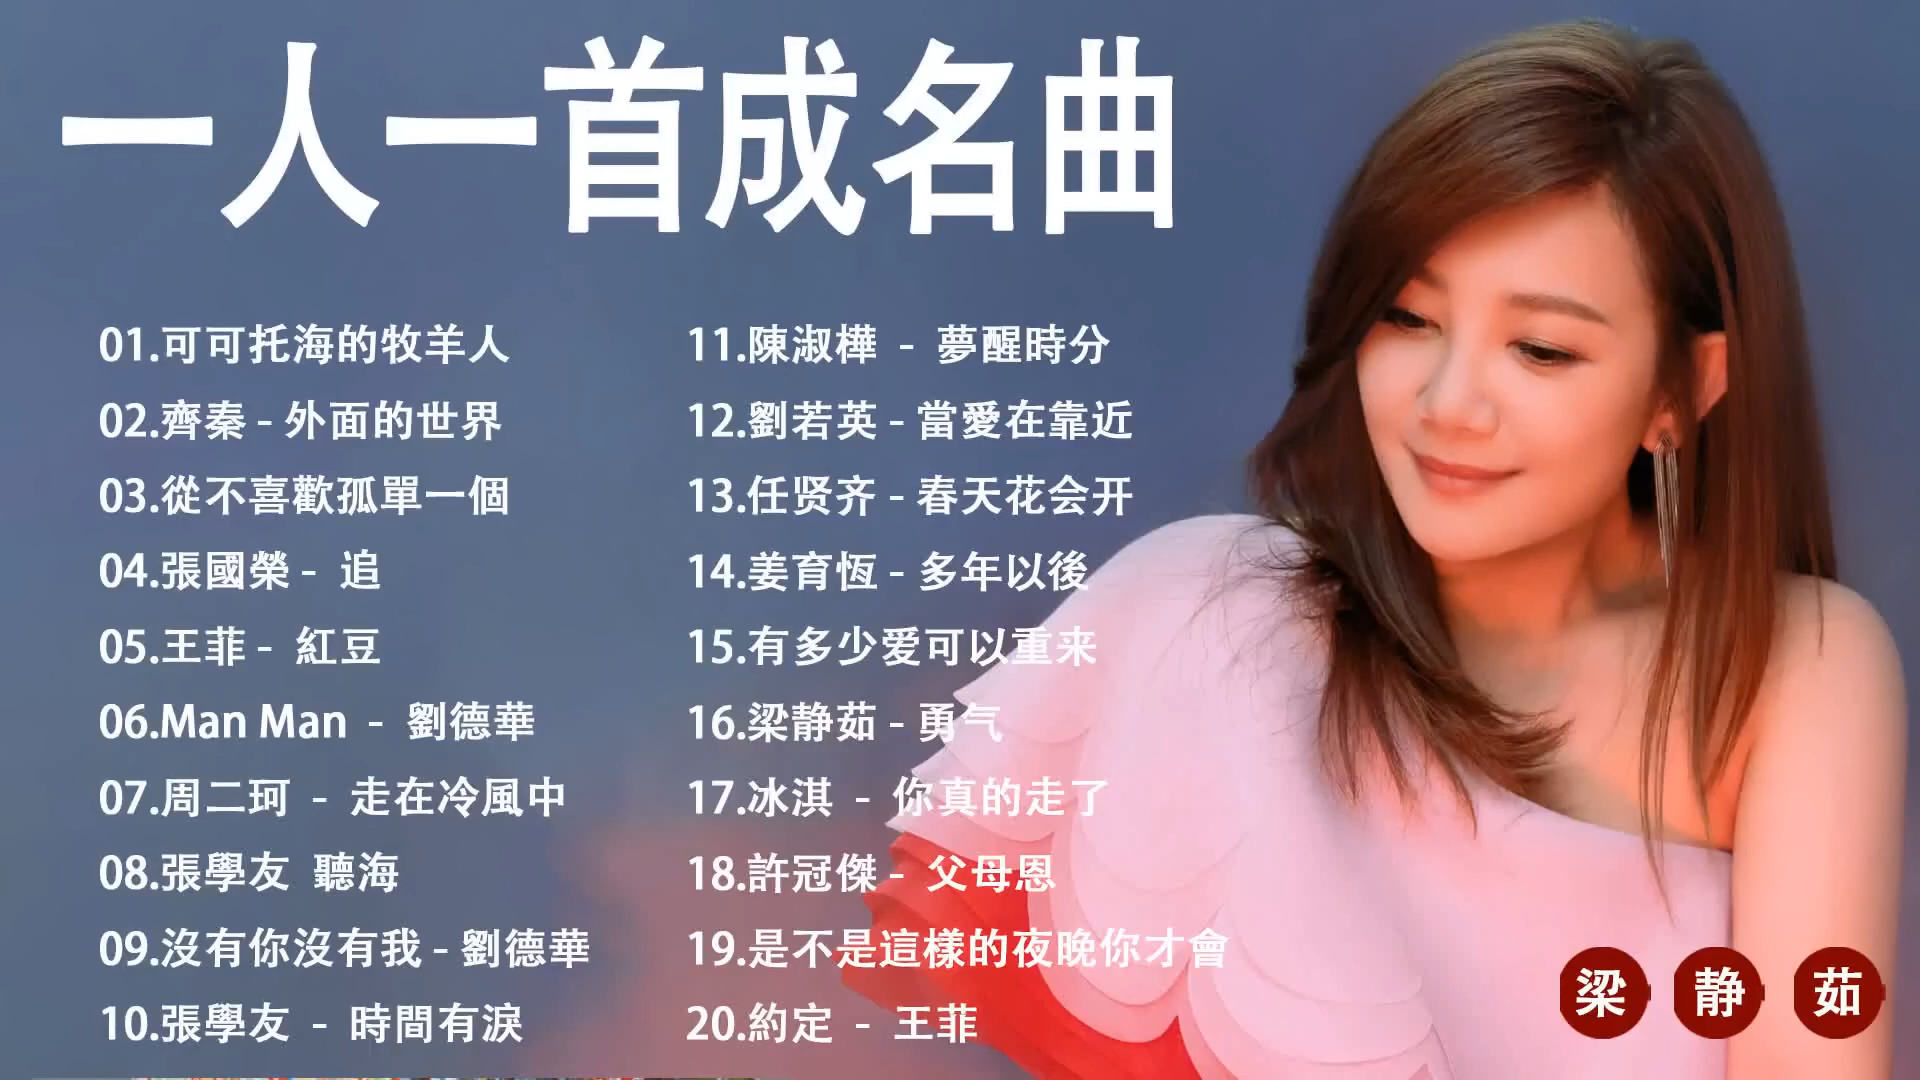 一人一首成名曲
01.可可托海的牧羊人
02.齊秦 - 外面的世界
03.從不喜歡孤單一個
04.張國榮 - 追
05.王菲 - 紅豆
06.Man Man - 劉德華
07.周二珂 - 走在冷風中
08.張學友 聽海
09.沒有你沒有我 - 劉德華
10.張學友 - 時間有淚
11.陳淑樺 - 夢醒時分
12.劉若英 - 當愛在靠近
13.任贤齐 - 春天花会开
14.姜育恆 - 多年以後
15.有多少爱可以重来
16.梁静茹 - 勇气
17.冰淇 - 你真的走了
18.許冠傑 - 父母恩
19.是不是這樣的夜晚你才會
20.約定 - 王菲
梁静茹